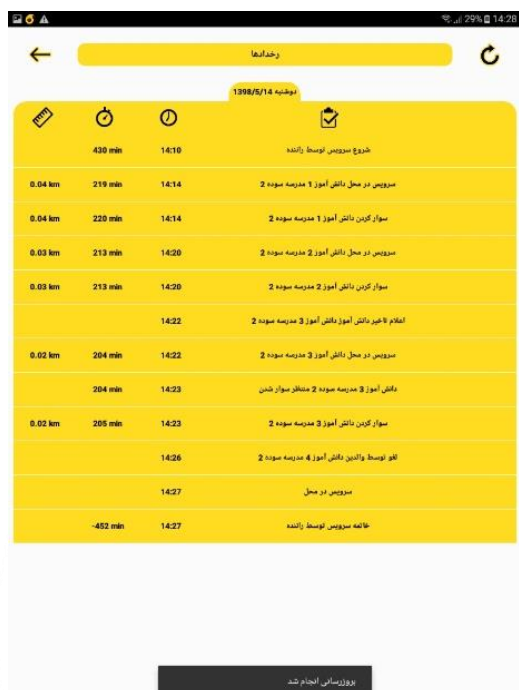 29% 14:28
رخدادها
دوشنبه 1398/5/14
شروع سرویس توسط راننده 14:10 430 min
سرویس در محل دانش آموز 1 مدرسه سوده 2 14:14 219 min 0.04 km
سوار کردن دانش آموز 1 مدرسه سوده 2 14:14 220 min 0.04 km
سرویس در محل دانش آموز 2 مدرسه سوده 2 14:20 213 min 0.03 km
سوار کردن دانش آموز 2 مدرسه سوده 2 14:20 213 min 0.03 km
اعلام تاخیر دانش آموز دانش آموز 3 مدرسه سوده 2 14:22
سرویس در محل دانش آموز 3 مدرسه سوده 2 14:22 204 min 0.02 km
دانش آموز 3 مدرسه سوده 2 منتظر سوار شدن 14:23 204 min
سوار کردن دانش آموز 3 مدرسه سوده 2 14:23 205 min 0.02 km
لغو توسط والدین دانش آموز 4 مدرسه سوده 2 14:26
سرویس در محل 14:27
خاتمه سرویس توسط راننده 14:27 -452 min
بروزرسانی انجام شد